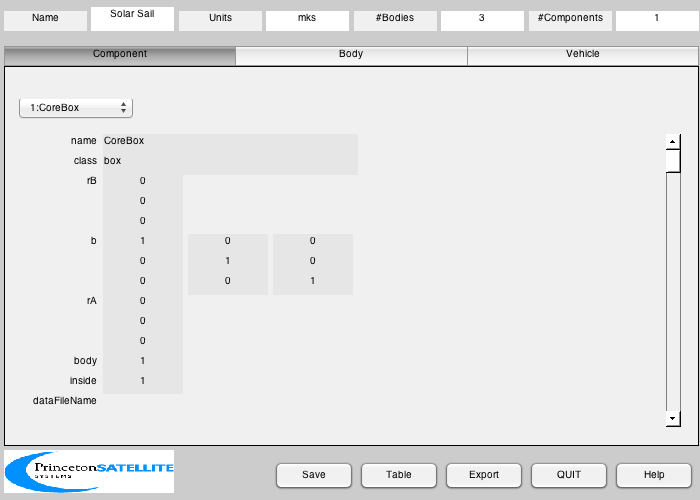 Name Solar Sail Units mks #Bodies 3 #Components 1
Component Body Vehicle
1:CoreBox
name CoreBox
class box
rB 0
0
0
b 1 0 0
0 1 0
0 0 1
rA 0
0
0
body 1
inside 1
dataFileName
PrincetonSATELLITE
SYSTEMS
Save Table Export QUIT Help